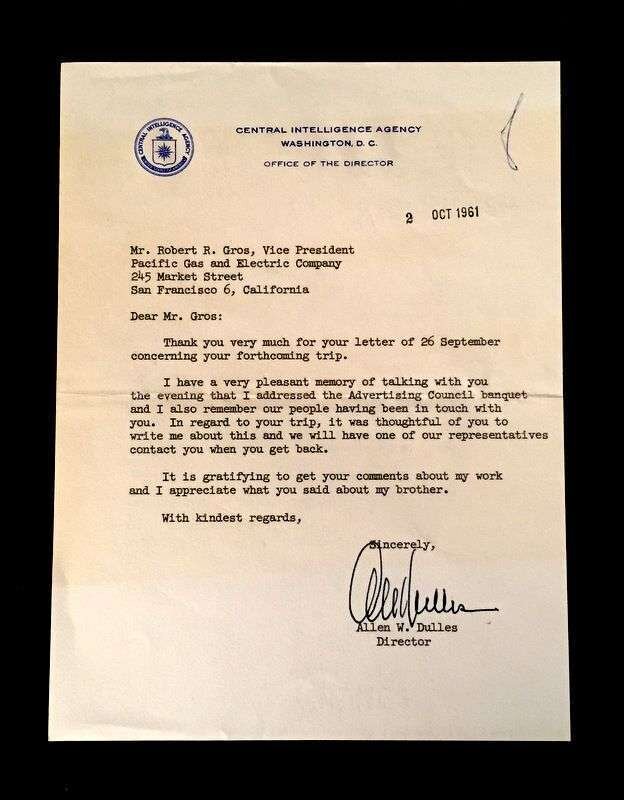 CENTRAL INTELLIGENCE AGENCY
CENTRAL INTELLIGENCE AGENCY
WASHINGTON, D. C.
OFFICE OF THE DIRECTOR
2 OCT 1961
Mr. Robert R. Gros, Vice President
Pacific Gas and Electric Company
245 Market Street
San Francisco 6, California
Dear Mr. Gros:
Thank you very much for your letter of 26 September
concerning your forthcoming trip.
I have a very pleasant memory of talking with you
the evening that I addressed the Advertising Council banquet
and I also remember our people having been in touch with
you. In regard to your trip, it was thoughtful of you to
write me about this and we will have one of our representatives
contact you when you get back.
It is gratifying to get your comments about my work
and I appreciate what you said about my brother.
With kindest regards,
Sincerely,
Allen W. Dulles
Director